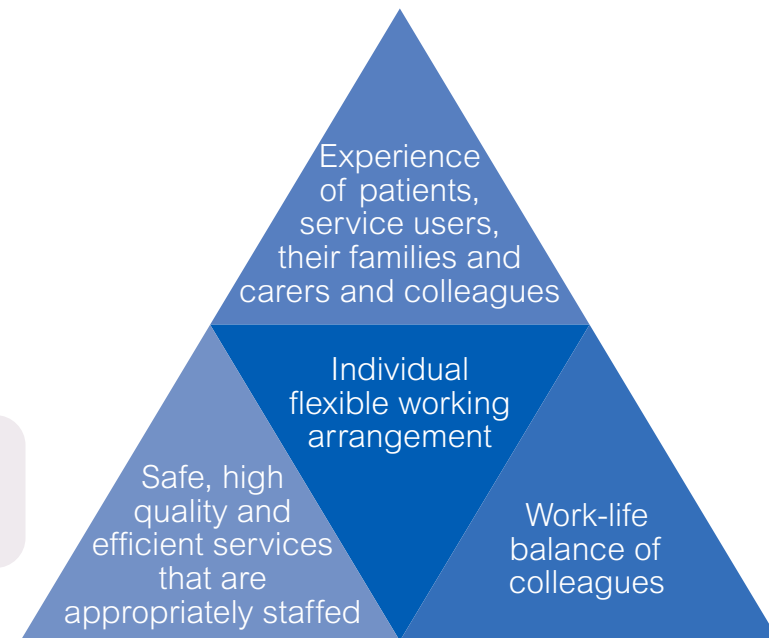 Experience
of patients,
service users,
their families and
carers and colleagues
Individual
flexible working
arrangement
Safe, high
quality and
efficient services
that are
appropriately staffed
Work-life
balance of
colleagues